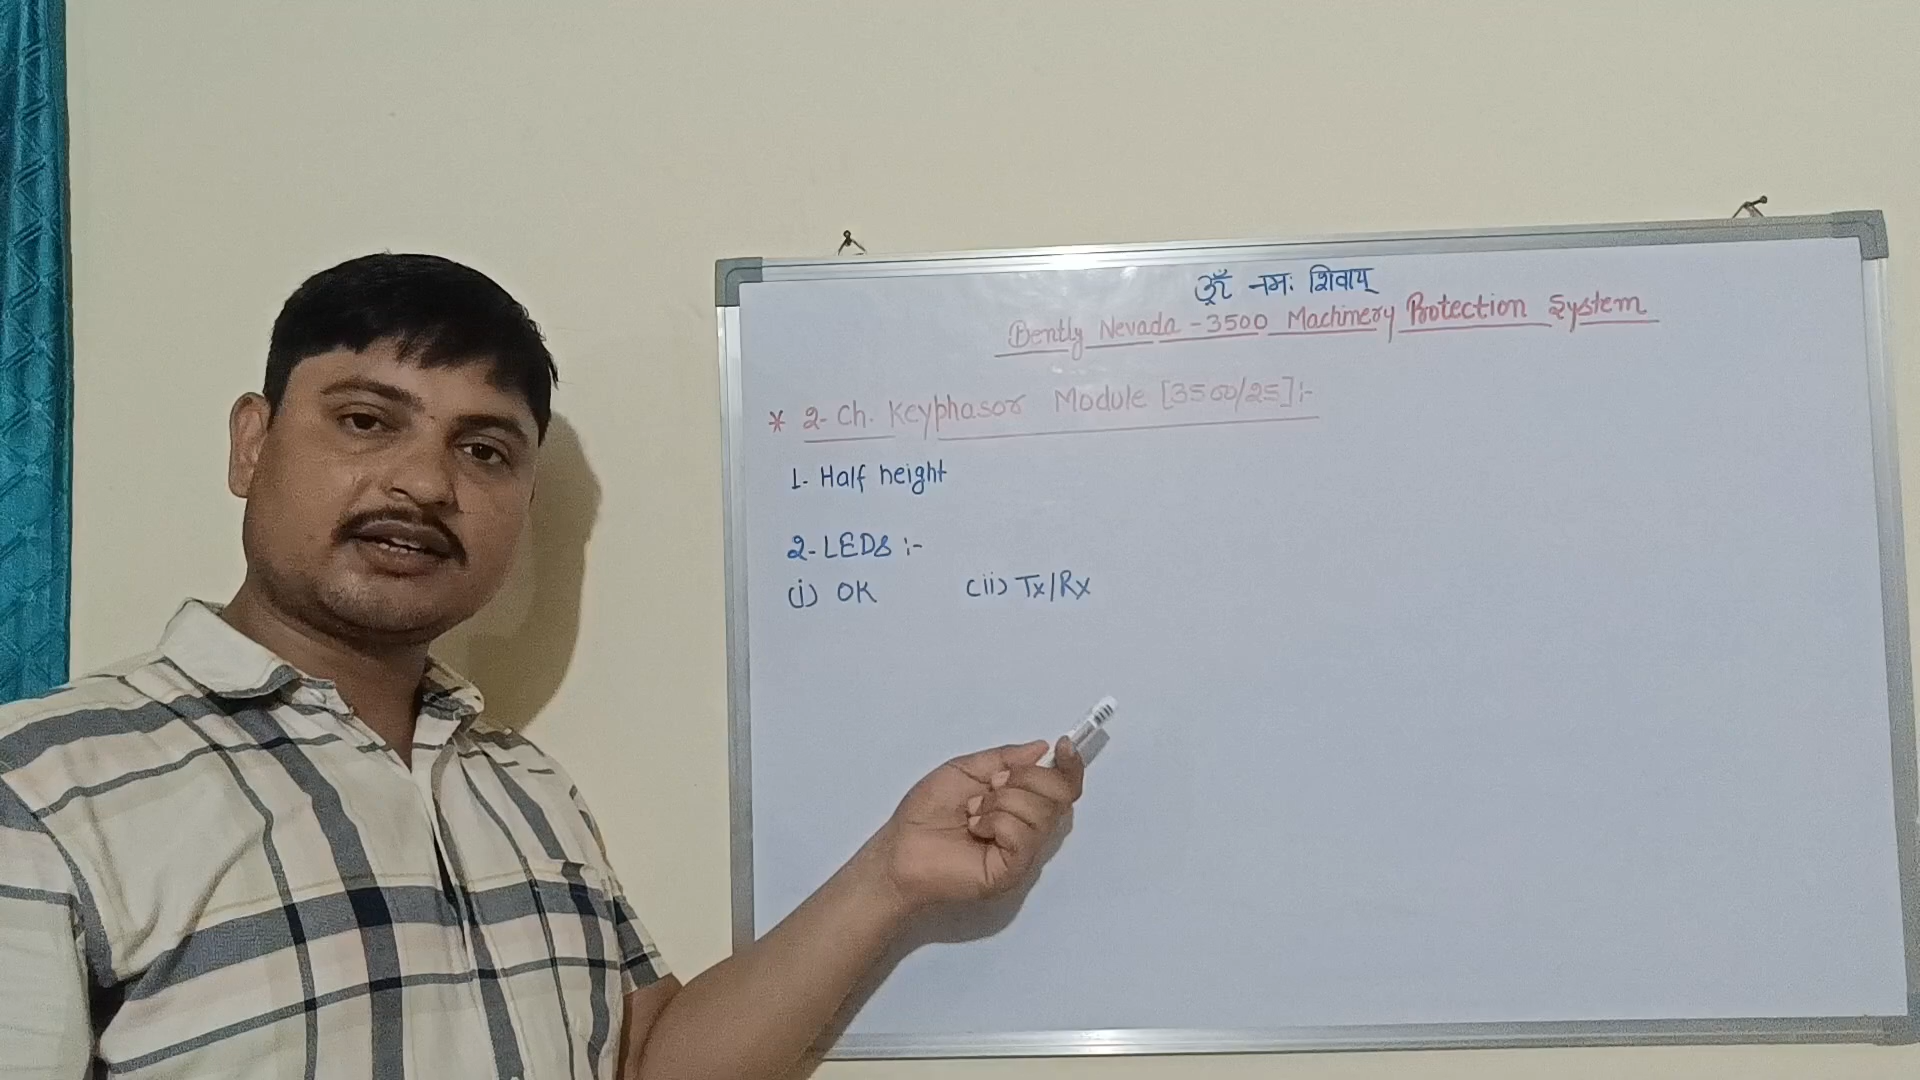 ॐ नमः शिवाय्
Bently Nevada - 3500 Machinery Protection System
* 2- Ch. Keyphasor Module [3500/25]:-
1- Half height
2- LEDs :-
(i) OK (ii) Tx/Rx